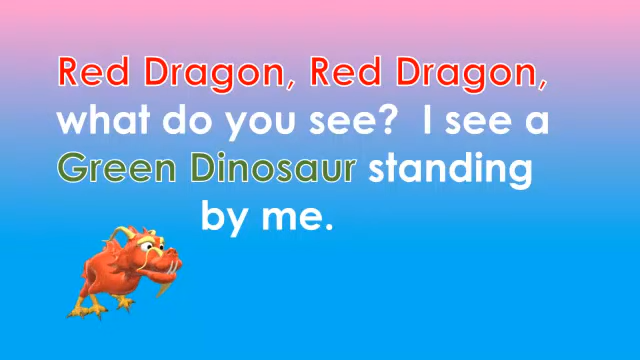 Red Dragon, Red Dragon,
what do you see?  I see a
Green Dinosaur standing
by me.